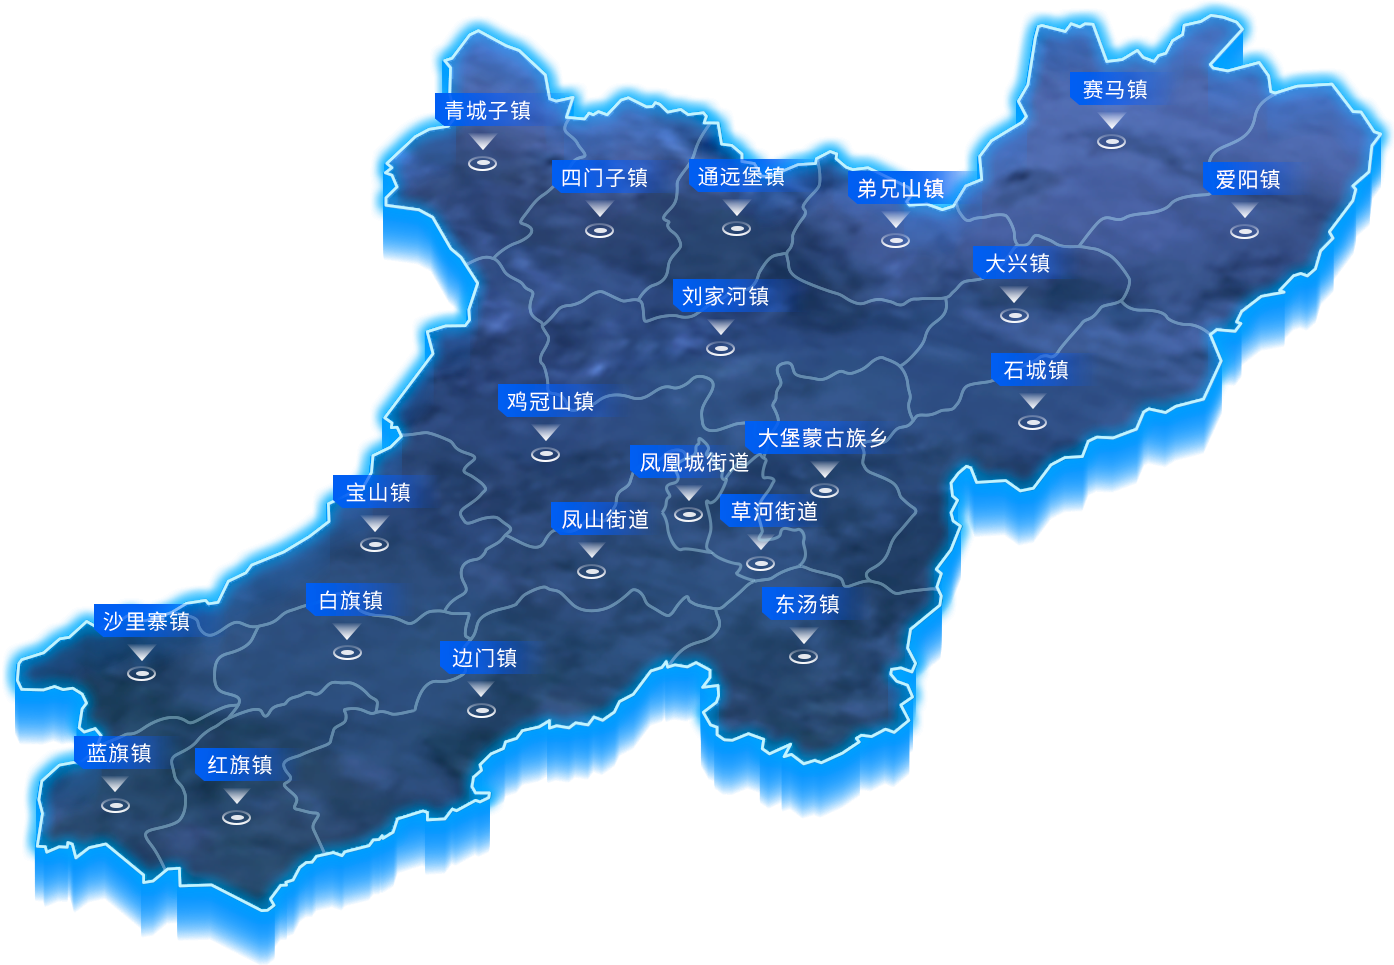 赛马镇
青城子镇
四门子镇
通远堡镇
爱阳镇
弟兄山镇
大兴镇
刘家河镇
石城镇
鸡冠山镇
大堡蒙古族乡
凤凰城街道
宝山镇
草河街道
凤山街道
白旗镇
东汤镇
沙里寨镇
边门镇
蓝旗镇
红旗镇